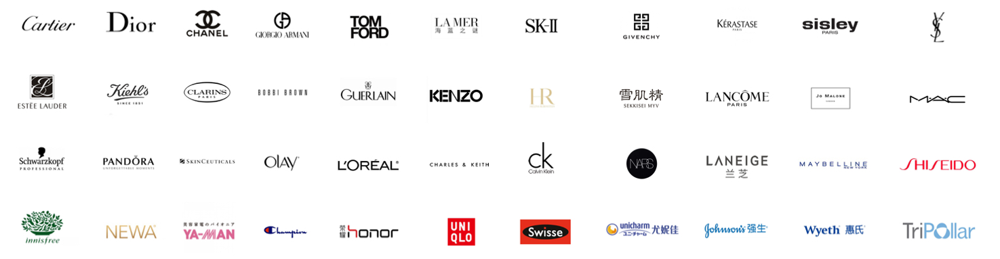 Cartier
Dior
CHANEL
GIORGIO ARMANI
TOM
FORD
LA MER
海蓝之谜
SK-II
GIVENCHY
KÉRASTASE
PARIS
sisley
PARIS
YSL
ESTĒE LAUDER
Kiehl's
SINCE 1851
CLARINS
PARIS
BOBBI BROWN
GUERLAIN
KENZO
HR
雪肌精
SEKKISEI MYV
LANCÔME
PARIS
JO MALONE
LONDON
M·A·C
Schwarzkopf
PROFESSIONAL
PANDÖRA
UNFORGETTABLE MOMENTS
SKINCEUTICALS
OLAY
L'ORÉAL®
CHARLES & KEITH
ck
Calvin Klein
NARS
LANEIGE
兰芝
MAYBELLINE
NEW YORK
SHISEIDO
innisfree
NEWA®
美容家電のパイオニア
YA-MAN
Champion
荣耀 honor
UNI
QLO
Swisse
unicharm 尤妮佳
ユニ・チャーム
Johnson's® 强生®
Wyeth® 惠氏®
TriPollar